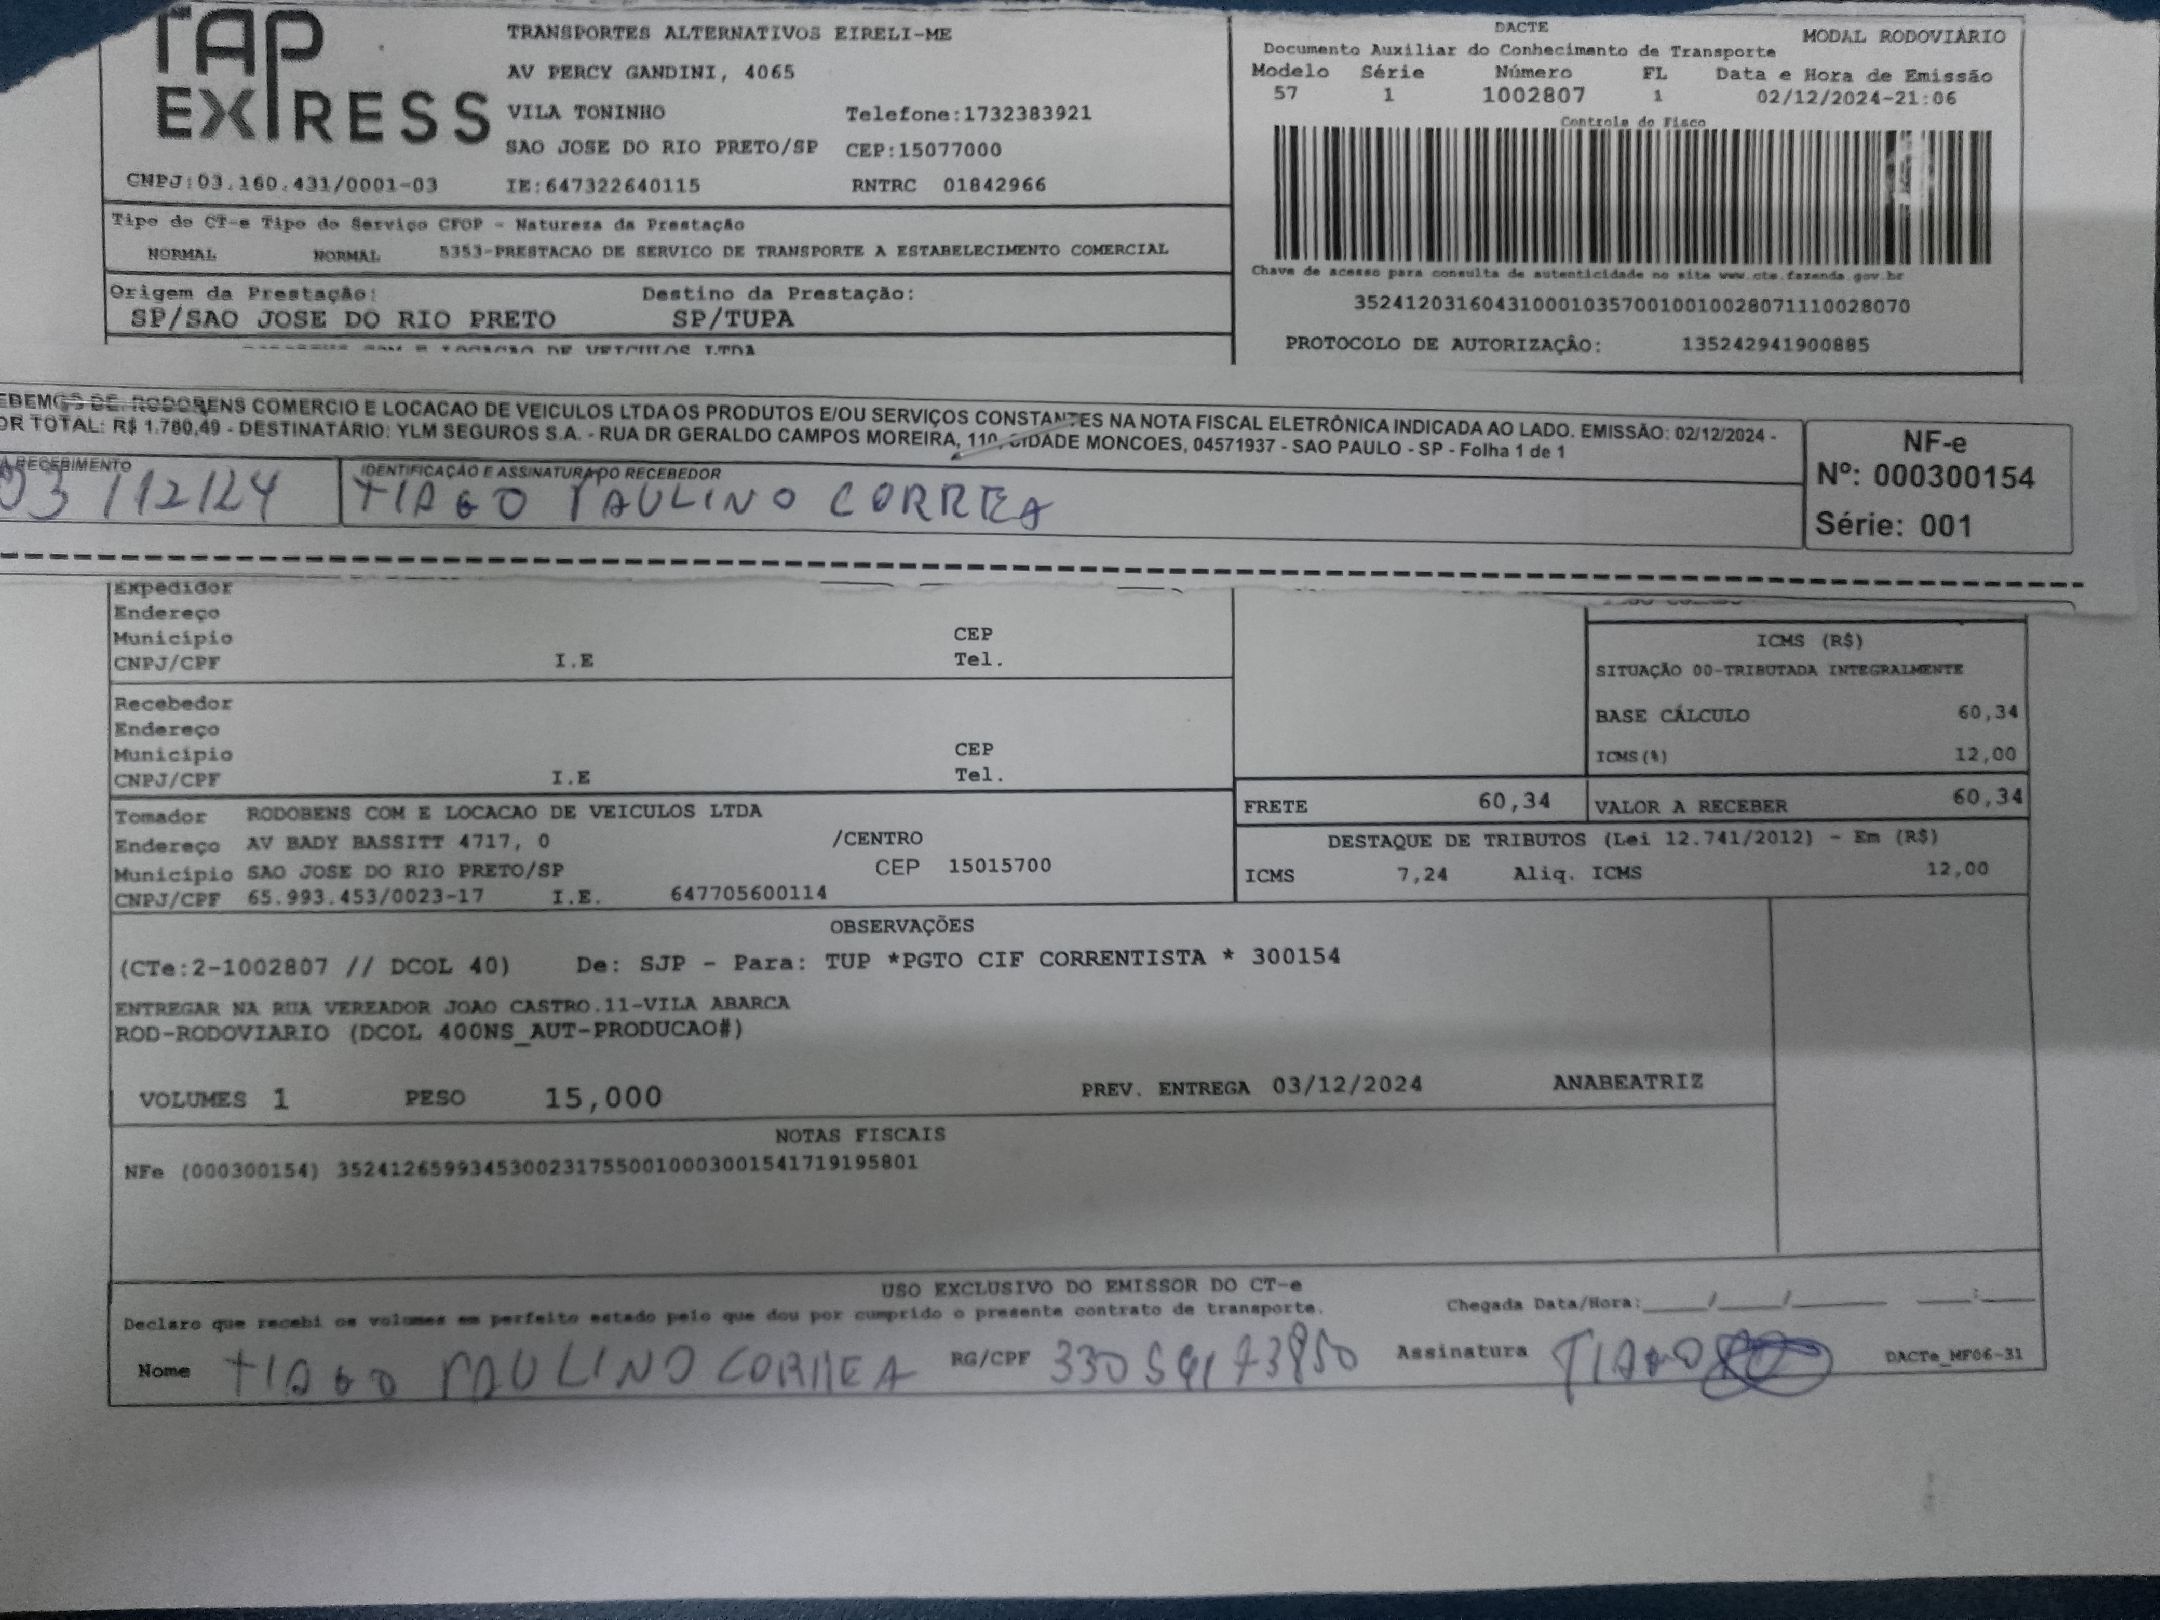 TAP EXPRESS
TRANSPORTES ALTERNATIVOS EIRELI-ME
AV PERCY GANDINI, 4065
VILA TONINHO Telefone:1732383921
SAO JOSE DO RIO PRETO/SP CEP:15077000
CNPJ:03.160.431/0001-03 IE:647322640115 RNTRC 01842966
DACTE MODAL RODOVIÁRIO
Documento Auxiliar do Conhecimento de Transporte
Modelo Série Número FL Data e Hora de Emissão
57 1 1002807 1 02/12/2024-21:06
Controle do Fisco
Chave de acesso para consulta de autenticidade no site www.cte.fazenda.gov.br
35241203160431000103570010010028071110028070
PROTOCOLO DE AUTORIZAÇÃO: 135242941900885
Tipo do CT-e Tipo do Serviço CFOP - Natureza da Prestação
NORMAL NORMAL 5353-PRESTACAO DE SERVICO DE TRANSPORTE A ESTABELECIMENTO COMERCIAL
Origem da Prestação: Destino da Prestação:
SP/SAO JOSE DO RIO PRETO SP/TUPA
COM E LOCACAO DE VEICULOS LTDA
EBEMOS DE RODOBENS COMERCIO E LOCACAO DE VEICULOS LTDA OS PRODUTOS E/OU SERVIÇOS CONSTANTES NA NOTA FISCAL ELETRÔNICA INDICADA AO LADO. EMISSÃO: 02/12/2024 -
OR TOTAL: R$ 1.780,49 - DESTINATÁRIO: YLM SEGUROS S.A. - RUA DR GERALDO CAMPOS MOREIRA, 110, CIDADE MONCOES, 04571937 - SAO PAULO - SP - Folha 1 de 1
A RECEBIMENTO IDENTIFICAÇÃO E ASSINATURA DO RECEBEDOR
03/12/24 TIAGO PAULINO CORREA
NF-e
Nº: 000300154
Série: 001
Expedidor
Endereço
Município CEP
CNPJ/CPF I.E Tel.
Recebedor
Endereço
Município CEP
CNPJ/CPF I.E Tel.
ICMS (R$)
SITUAÇÃO 00-TRIBUTADA INTEGRALMENTE
BASE CÁLCULO 60,34
ICMS(%) 12,00
FRETE 60,34 VALOR A RECEBER 60,34
Tomador RODOBENS COM E LOCACAO DE VEICULOS LTDA
Endereço AV BADY BASSITT 4717, 0 /CENTRO
Município SAO JOSE DO RIO PRETO/SP CEP 15015700
CNPJ/CPF 65.993.453/0023-17 I.E. 647705600114
DESTAQUE DE TRIBUTOS (Lei 12.741/2012) - Em (R$)
ICMS 7,24 Aliq. ICMS 12,00
OBSERVAÇÕES
(CTe:2-1002807 // DCOL 40) De: SJP - Para: TUP *PGTO CIF CORRENTISTA * 300154
ENTREGAR NA RUA VEREADOR JOAO CASTRO.11-VILA ABARCA
ROD-RODOVIARIO (DCOL 400NS_AUT-PRODUCAO#)
VOLUMES 1 PESO 15,000 PREV. ENTREGA 03/12/2024 ANABEATRIZ
NOTAS FISCAIS
NFe (000300154) 35241265993453002317550010003001541719195801
USO EXCLUSIVO DO EMISSOR DO CT-e
Declaro que recebi os volumes em perfeito estado pelo que dou por cumprido o presente contrato de transporte. Chegada Data/Hora:____/____/______ ____:____
Nome TIAGO PAULINO CORREA RG/CPF 33059173850 Assinatura TIAGO DACTe_MF06-31